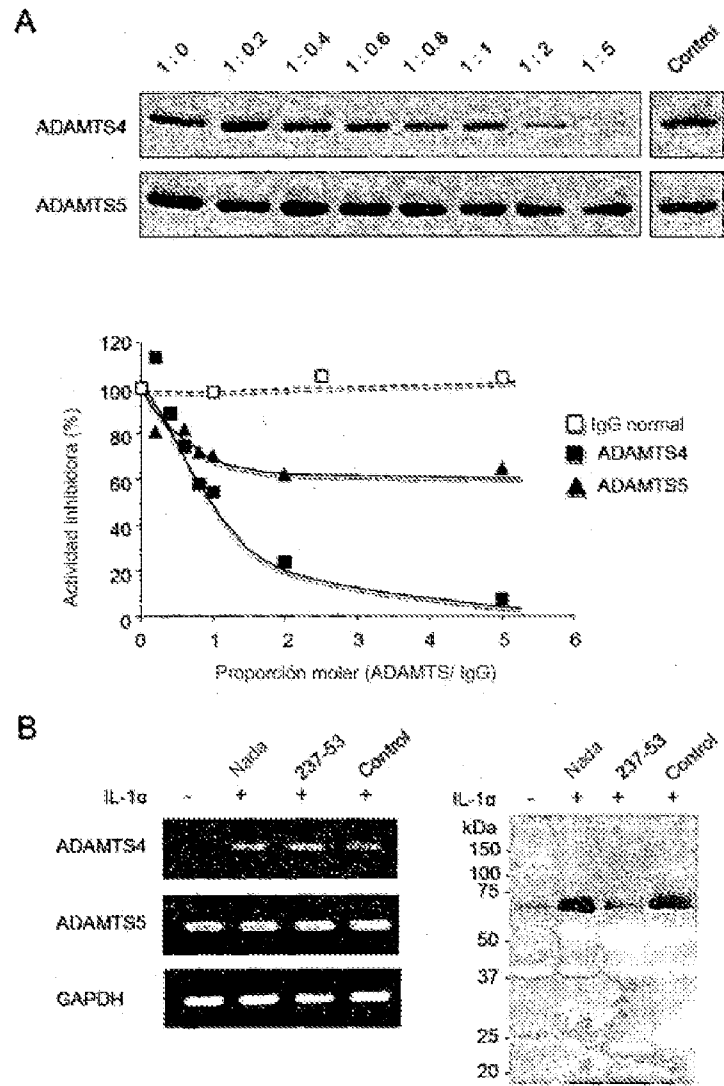 A
1:0 1:0.2 1:0.4 1:0.6 1:0.8 1:1 1:2 1:5 Control
ADAMTS4
ADAMTS5
120
100
80
60
40
20
0
Actividad inhibidora (%)
0 1 2 3 4 5 6
Proporción moler (ADAMTS/ IgG)
IgG normal
ADAMTS4
ADAMTS5
B
Nada 237-53 Control
IL-1α - + + +
ADAMTS4
ADAMTS5
GAPDH
Nada 237-53 Control
IL-1α - + + +
kDa
150
100
75
50
37
25
20